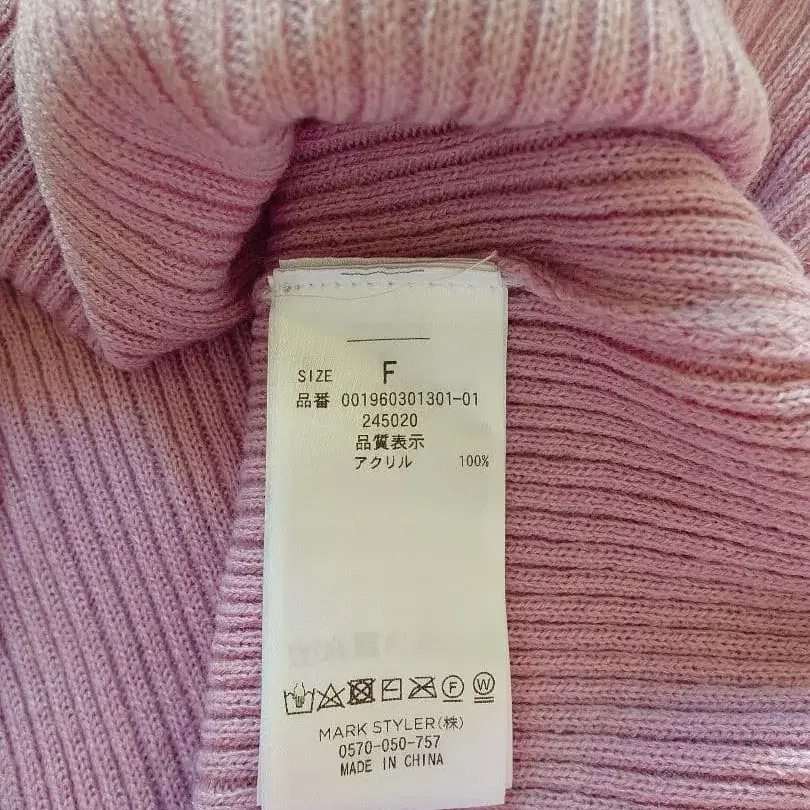 SIZE F
品番 001960301301-01
245020
品質表示
アクリル 100%
F W
MARK STYLER(株)
0570-050-757
MADE IN CHINA